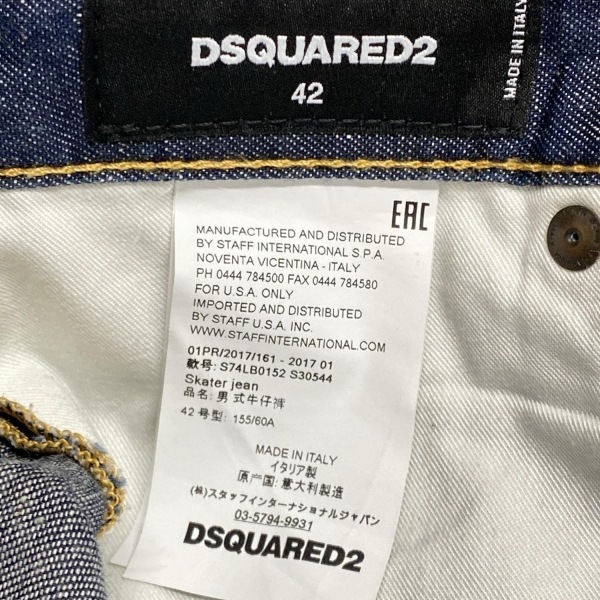 DSQUARED2
42
MADE IN ITALY
EAC
MANUFACTURED AND DISTRIBUTED
BY STAFF INTERNATIONAL S.P.A.
NOVENTA VICENTINA - ITALY
PH 0444 784500 FAX 0444 784580
FOR U.S.A. ONLY
IMPORTED AND DISTRIBUTED
BY STAFF U.S.A. INC.
WWW.STAFFINTERNATIONAL.COM
01PR/2017/161 - 2017 01
款号: S74LB0152 S30544
Skater jean
品名: 男式牛仔裤
42 号型: 155/60A
MADE IN ITALY
イタリア製
原产国: 意大利製造
(株)スタッフインターナショナルジャパン
03-5794-9931
DSQUARED2